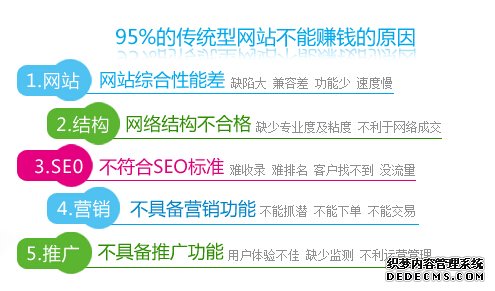 95%的传统型网站不能赚钱的原因
1.网站 网站综合性能差 缺陷大 兼容差 功能少 速度慢
2.结构 网络结构不合格 缺少专业度及粘度 不利于网络成交
3.SEO 不符合SEO标准 难收录 难排名 客户找不到 没流量
4.营销 不具备营销功能 不能抓潜 不能下单 不能交易
5.推广 不具备推广功能 用户体验不佳 缺少监测 不利运营管理
织梦内容管理系统
DEDECMS.COM